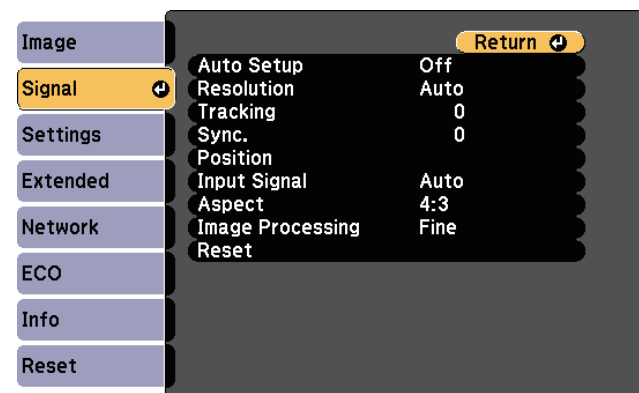 Image
Signal
Settings
Extended
Network
ECO
Info
Reset
Return
Auto Setup Off
Resolution Auto
Tracking 0
Sync. 0
Position
Input Signal Auto
Aspect 4:3
Image Processing Fine
Reset